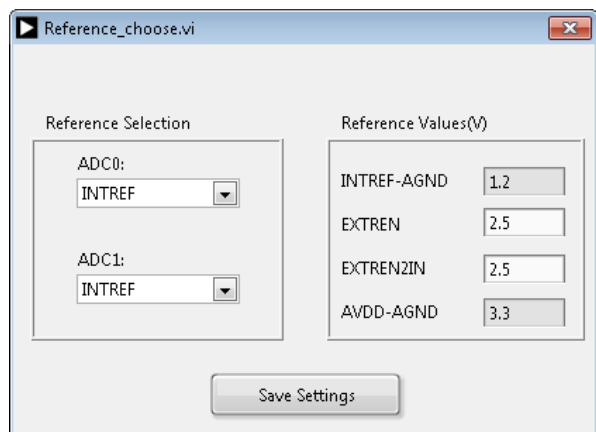 Reference_choose.vi
Reference Selection
ADC0:
INTREF
ADC1:
INTREF
Reference Values(V)
INTREF-AGND 1.2
EXTREN 2.5
EXTREN2IN 2.5
AVDD-AGND 3.3
Save Settings